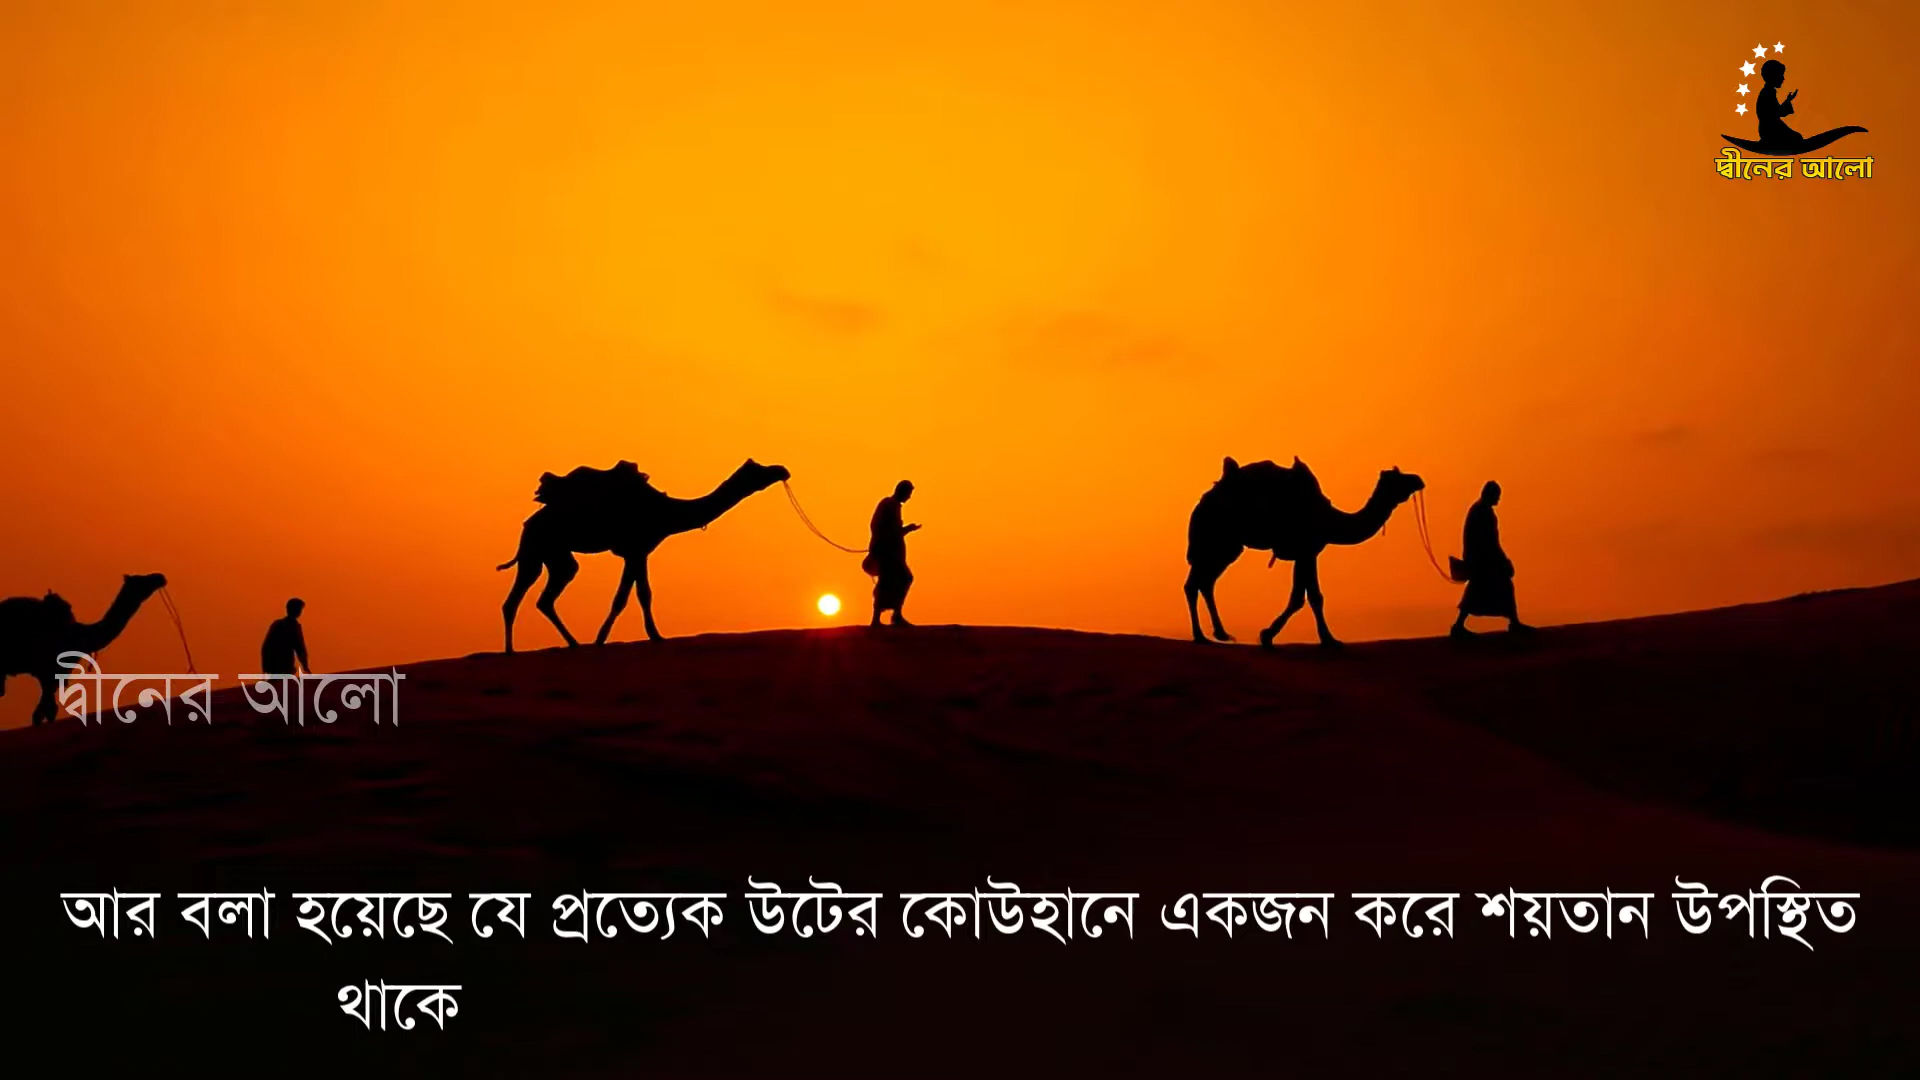 দ্বীনের আলো
দ্বীনের আলো
আর বলা হয়েছে যে প্রত্যেক উটের কোউহানে একজন করে শয়তান উপস্থিত
থাকে